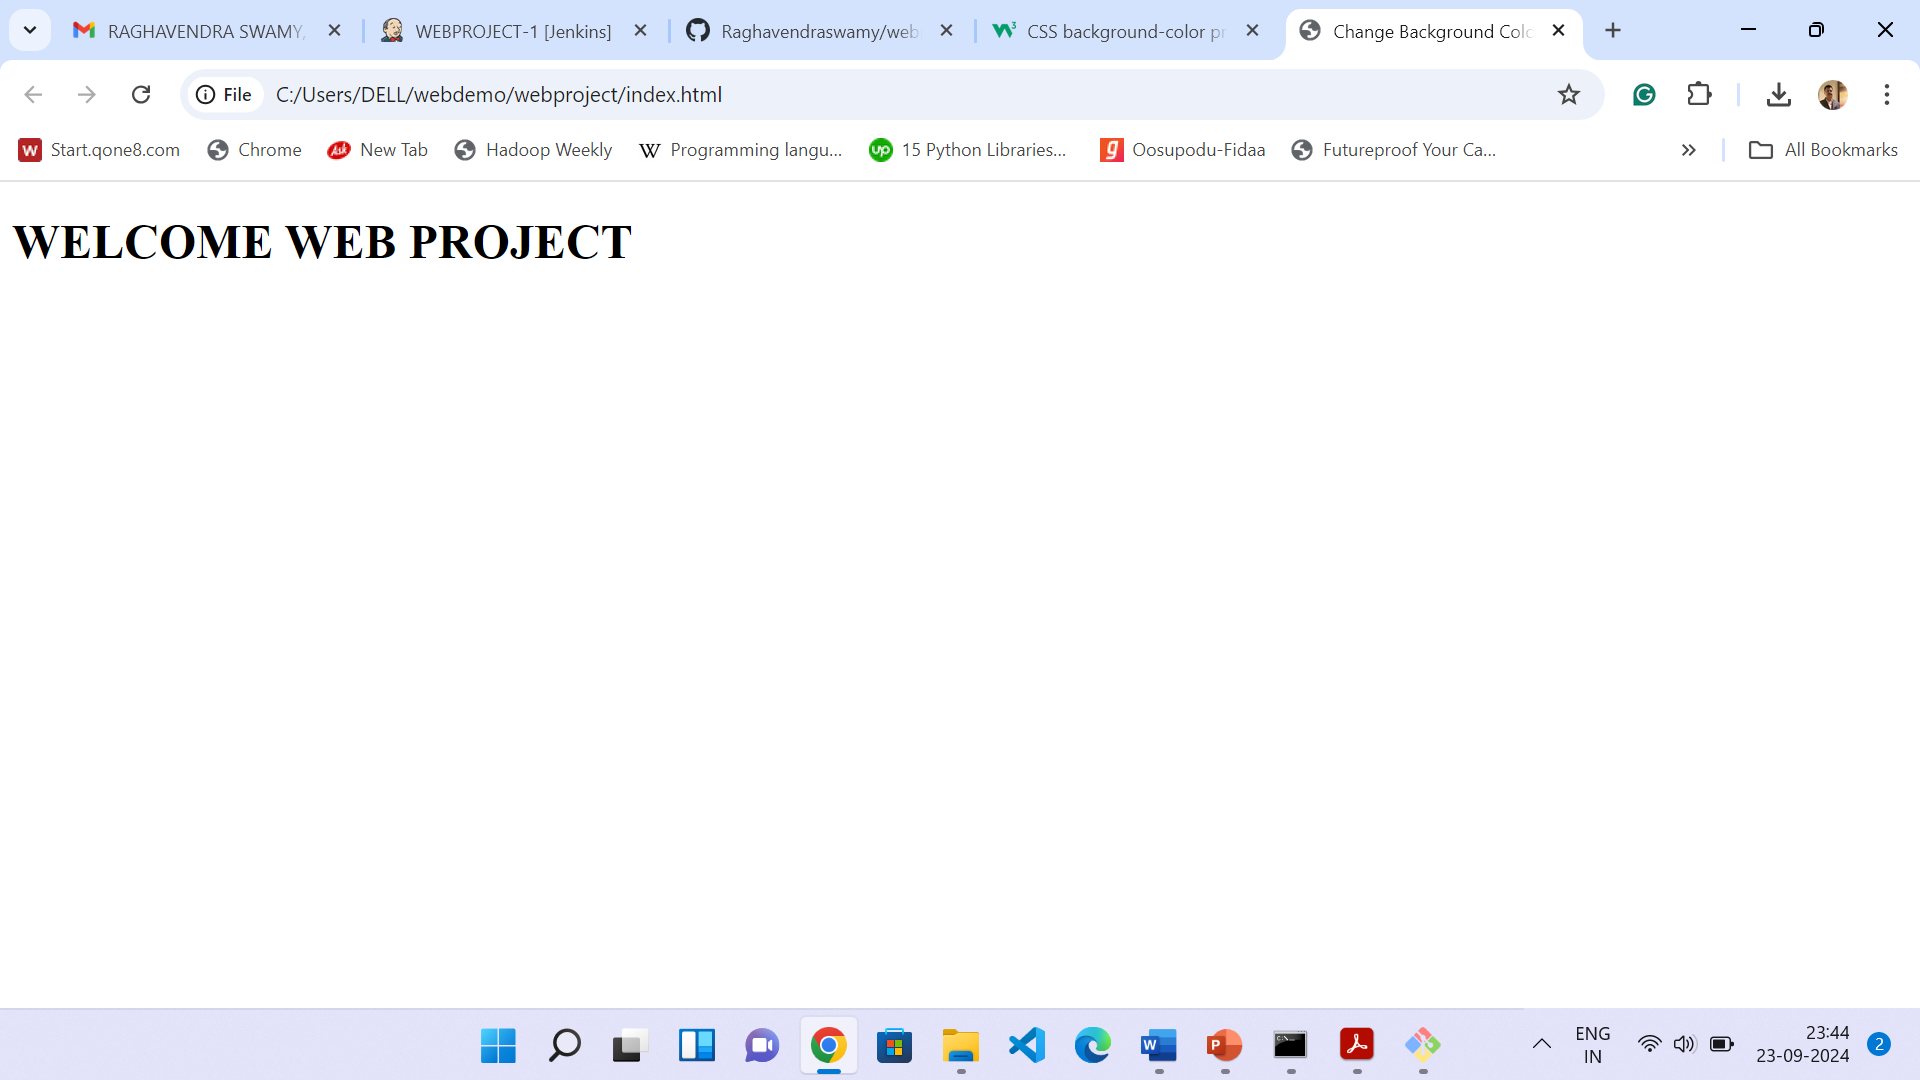 RAGHAVENDRA SWAMY,
WEBPROJECT-1 [Jenkins]
Raghavendraswamy/web
CSS background-color pr
Change Background Colo
File
C:/Users/DELL/webdemo/webproject/index.html
Start.qone8.com
Chrome
Ask
New Tab
Hadoop Weekly
Programming langu...
15 Python Libraries...
Oosupodu-Fidaa
Futureproof Your Ca...
All Bookmarks
WELCOME WEB PROJECT
ENG
IN
23:44
23-09-2024
2